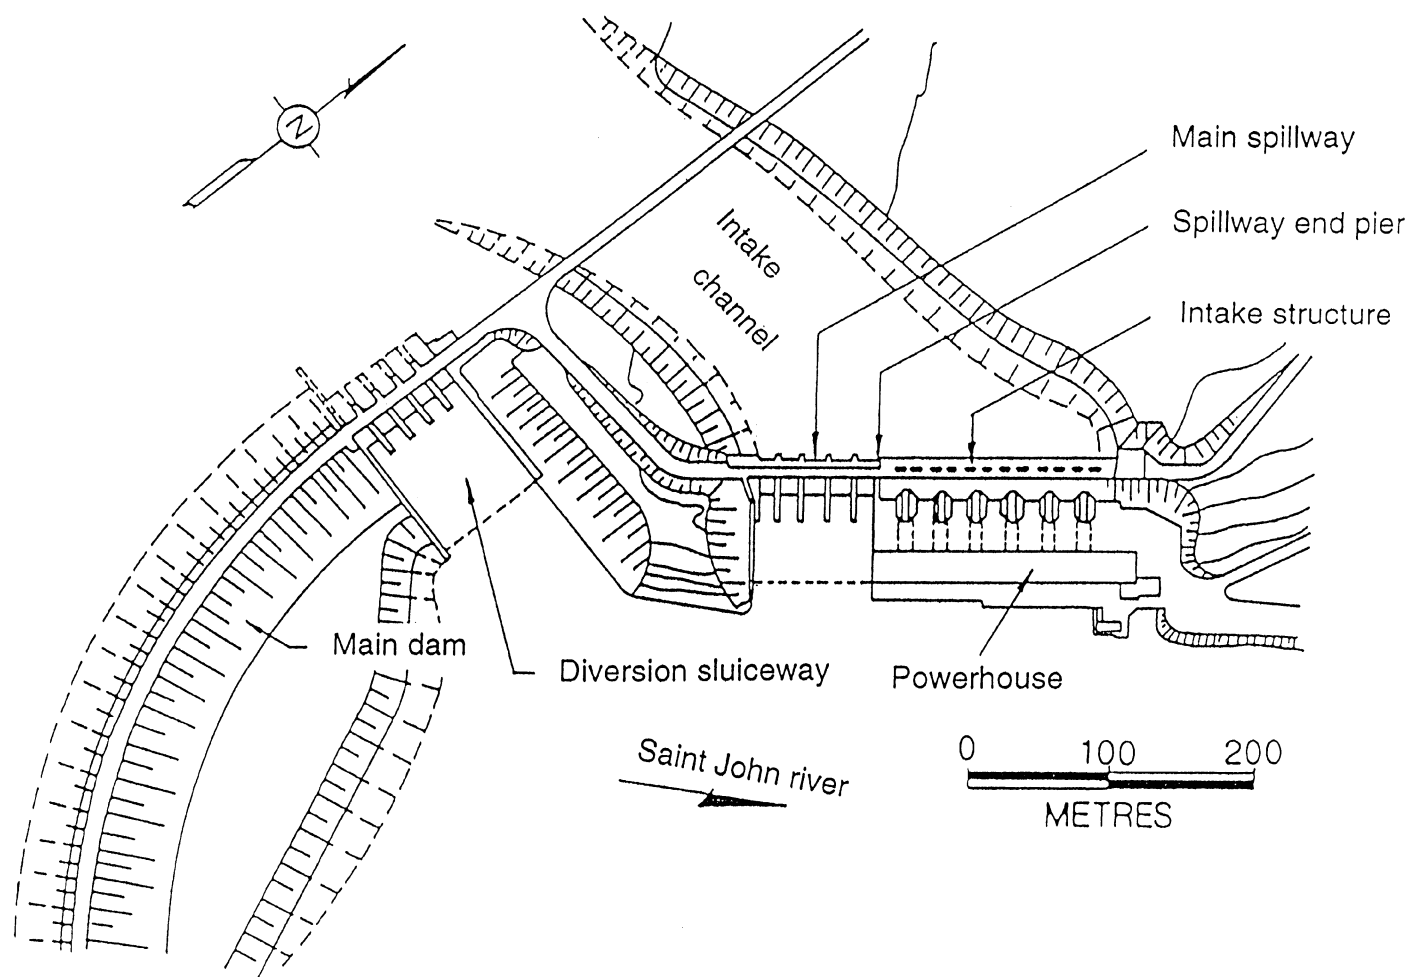 N
Main spillway
Spillway end pier
Intake
channel
Intake structure
Main dam
Diversion sluiceway
Powerhouse
Saint John river
0 100 200
METRES